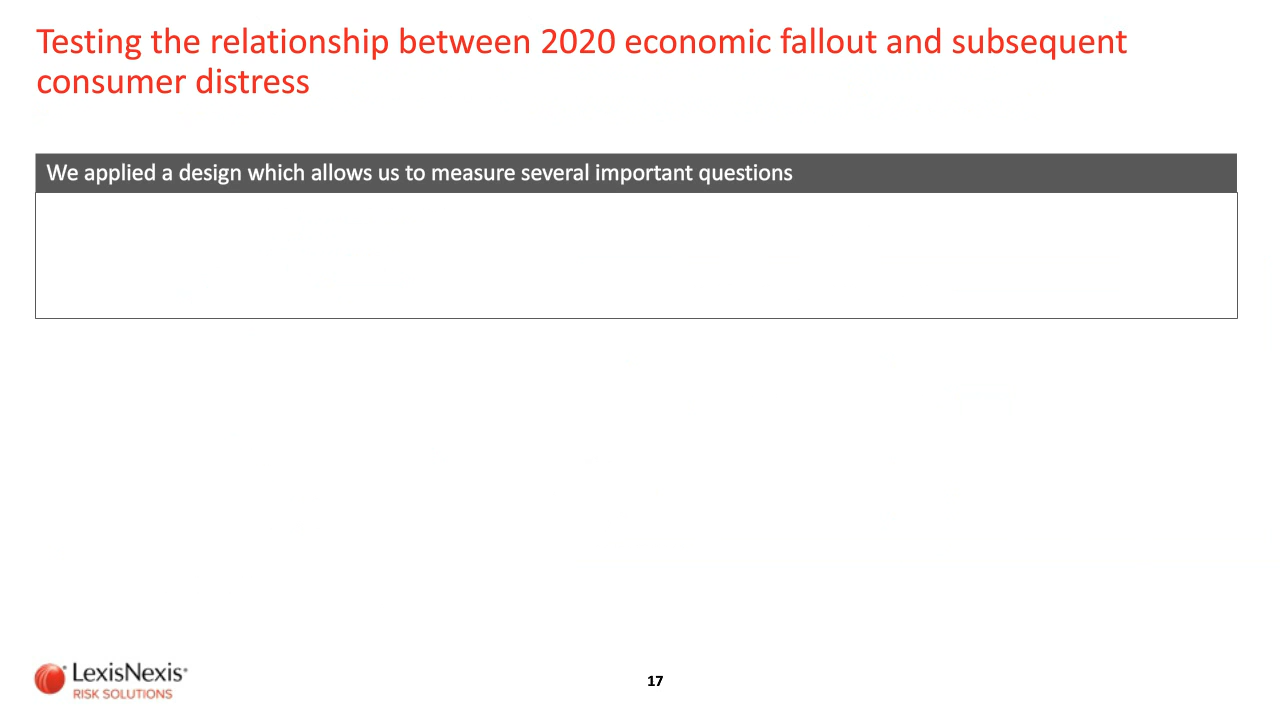 Testing the relationship between 2020 economic fallout and subsequent
consumer distress
We applied a design which allows us to measure several important questions
LexisNexis
RISK SOLUTIONS
17